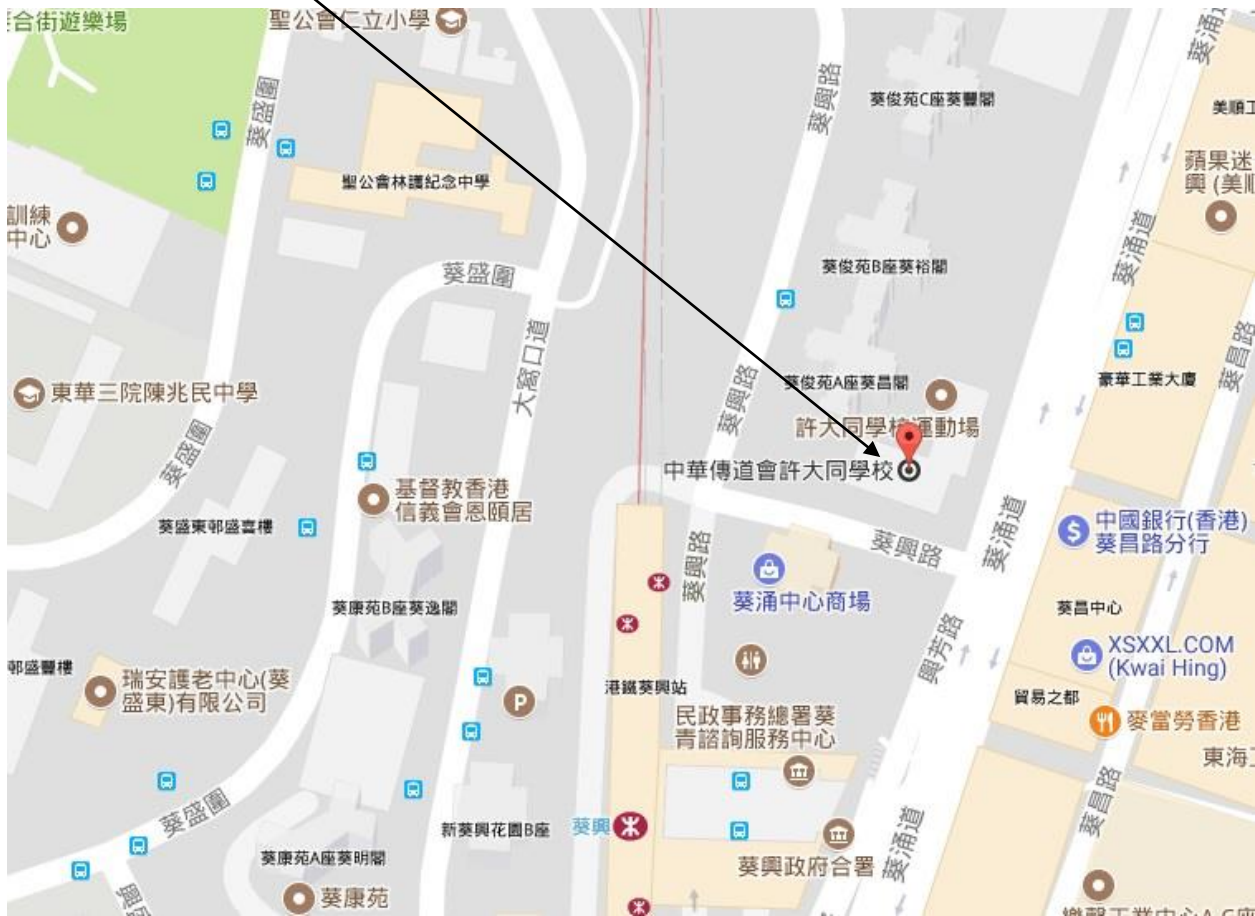 合街遊樂場
聖公會仁立小學
葵涌道
葵盛圍
葵興路
葵俊苑C座葵豐閣
美順工
蘋果迷
興 (美順
聖公會林護紀念中學
訓練
中心
葵盛圍
葵俊苑B座葵裕閣
葵涌道
大窩口道
葵興路
葵俊苑A座葵昌閣
豪華工業大廈
葵昌路
東華三院陳兆民中學
葵盛圍
許大同學校運動場
中華傳道會許大同學校
基督教香港
信義會恩頤居
葵盛東邨盛喜樓
葵涌道
中國銀行(香港)
葵昌路分行
葵興路
葵興路
葵涌中心商場
葵康苑B座葵逸閣
葵昌中心
興芳路
XSXXL.COM
(Kwai Hing)
邨盛豐樓
瑞安護老中心(葵
盛東)有限公司
P
港鐵葵興站
貿易之都
民政事務總署葵
青諮詢服務中心
麥當勞香港
東海工
葵盛圍
新葵興花園B座
葵興
葵涌道
葵昌路
葵興政府合署
葵康苑A座葵明閣
葵康苑
興盛